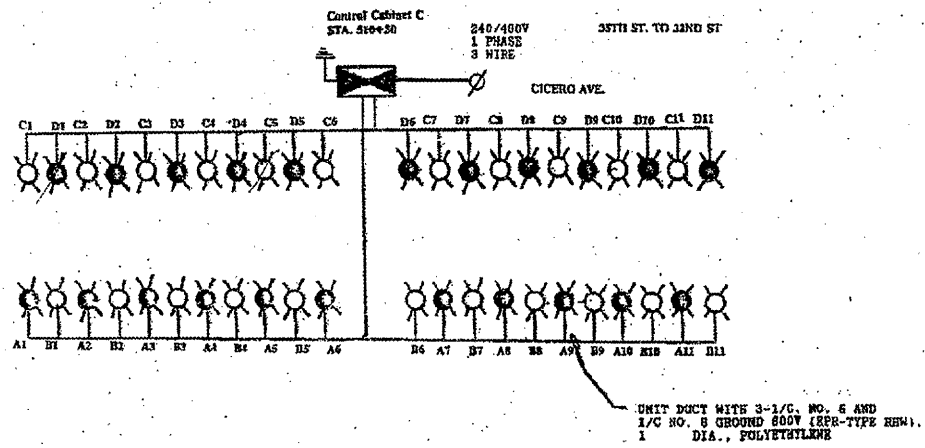 Control Cabinet C
STA. 510+50
240/480V
1 PHASE
3 WIRE
35TH ST. TO 32ND ST
CICERO AVE.
C1 D1 C2 D2 C3 D3 C4 D4 C5 D5 C6 D6 C7 D7 C8 D8 C9 D9 C10 D10 C11 D11
A1 B1 A2 B2 A3 B3 A4 B4 A5 B5 A6 B6 A7 B7 A8 B8 A9 B9 A10 B10 A11 B11
UNIT DUCT WITH 3-1/C. NO. 6 AND
1/C NO. 8 GROUND 600V (EPR-TYPE RHW).
1 DIA., POLYETHYLENE